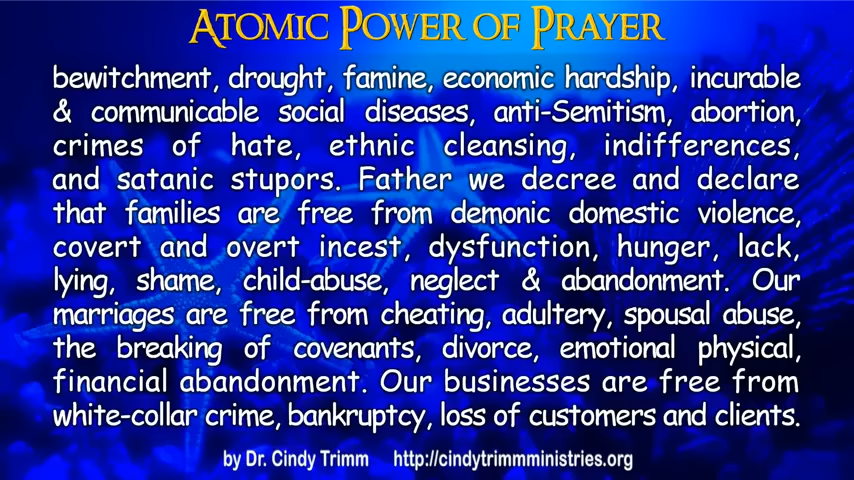 Atomic Power of Prayer
bewitchment, drought, famine, economic hardship, incurable
& communicable social diseases, anti-Semitism, abortion,
crimes of hate, ethnic cleansing, indifferences,
and satanic stupors. Father we decree and declare
that families are free from demonic domestic violence,
covert and overt incest, dysfunction, hunger, lack,
lying, shame, child-abuse, neglect & abandonment. Our
marriages are free from cheating, adultery, spousal abuse,
the breaking of covenants, divorce, emotional physical,
financial abandonment. Our businesses are free from
white-collar crime, bankruptcy, loss of customers and clients.
by Dr. Cindy Trimm http://cindytrimmministries.org